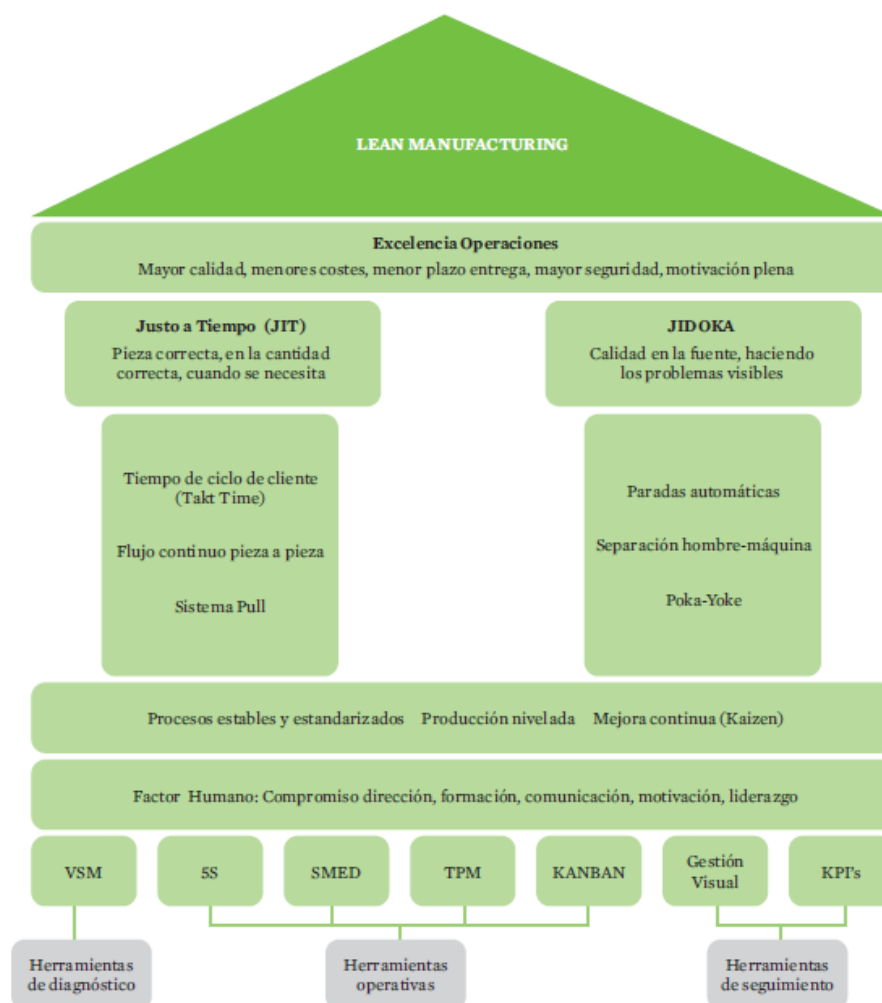 LEAN MANUFACTURING
Excelencia Operaciones
Mayor calidad, menores costes, menor plazo entrega, mayor seguridad, motivación plena
Justo a Tiempo (JIT)
Pieza correcta, en la cantidad
correcta, cuando se necesita
JIDOKA
Calidad en la fuente, haciendo
los problemas visibles
Tiempo de ciclo de cliente
(Takt Time)
Flujo continuo pieza a pieza
Sistema Pull
Paradas automáticas
Separación hombre-máquina
Poka-Yoke
Procesos estables y estandarizados Producción nivelada Mejora continua (Kaizen)
Factor Humano: Compromiso dirección, formación, comunicación, motivación, liderazgo
VSM
5S
SMED
TPM
KANBAN
Gestión
Visual
KPI's
Herramientas
de diagnóstico
Herramientas
operativas
Herramientas
de seguimiento